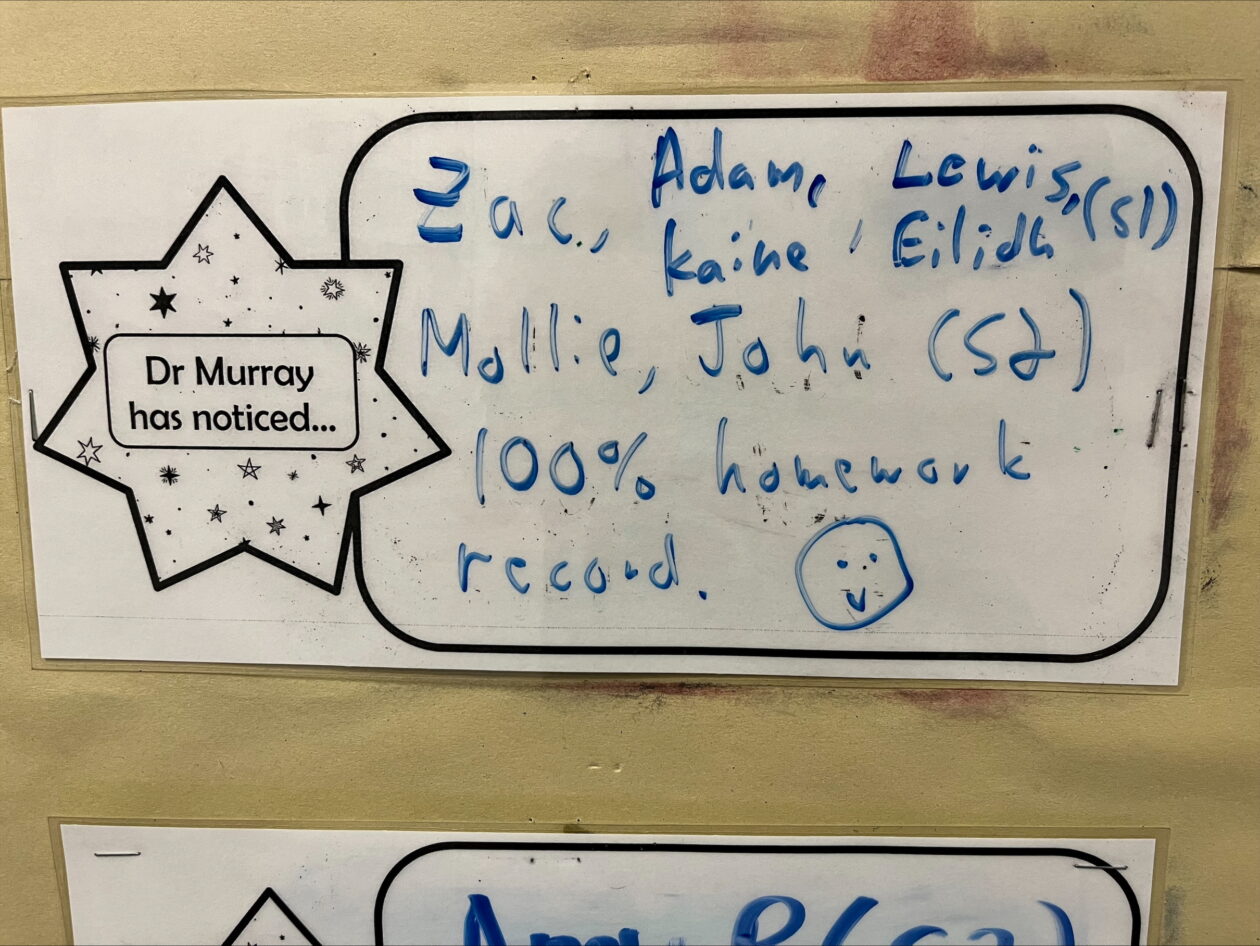 Dr Murray
has noticed...
Zac, Adam, Lewis,
kaine, Eilidh (S1)
Mollie, John (S2)
100% homework
record.